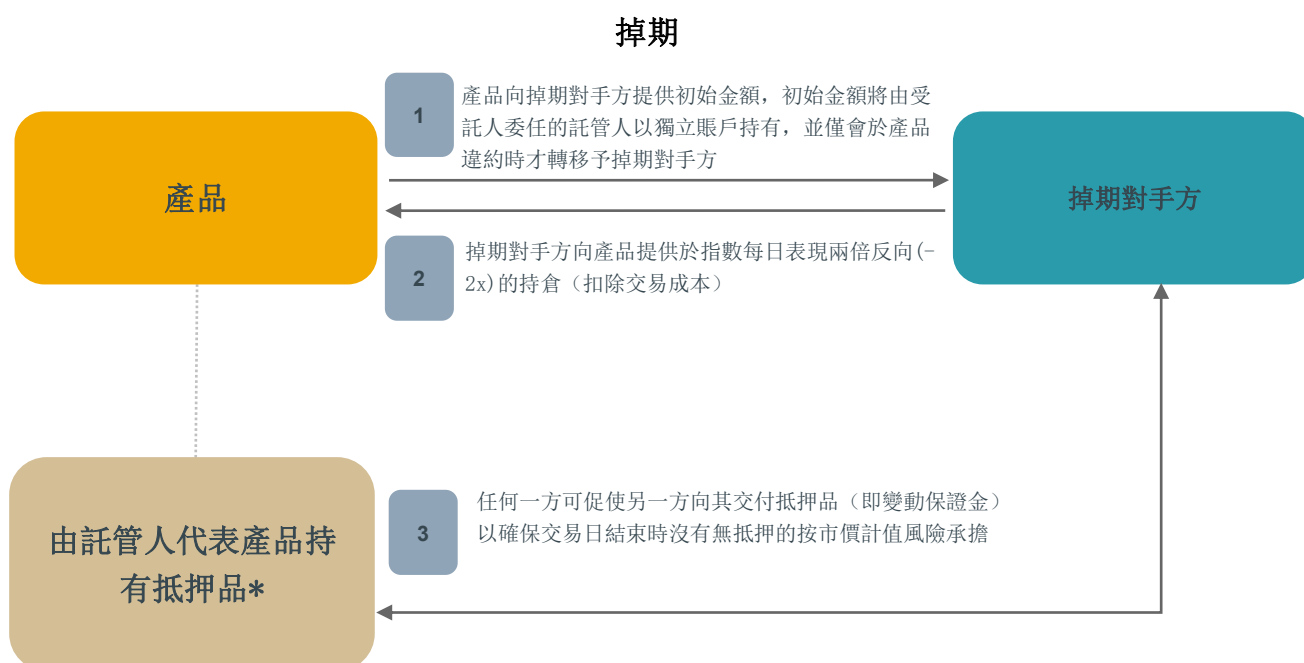 掉期
1
產品向掉期對手方提供初始金額，初始金額將由受
託人委任的託管人以獨立賬戶持有，並僅會於產品
違約時才轉移予掉期對手方
產品
掉期對手方
2
掉期對手方向產品提供於指數每日表現兩倍反向(-
2x)的持倉（扣除交易成本）
由託管人代表產品持
有抵押品*
3
任何一方可促使另一方向其交付抵押品（即變動保證金）
以確保交易日結束時沒有無抵押的按市價計值風險承擔